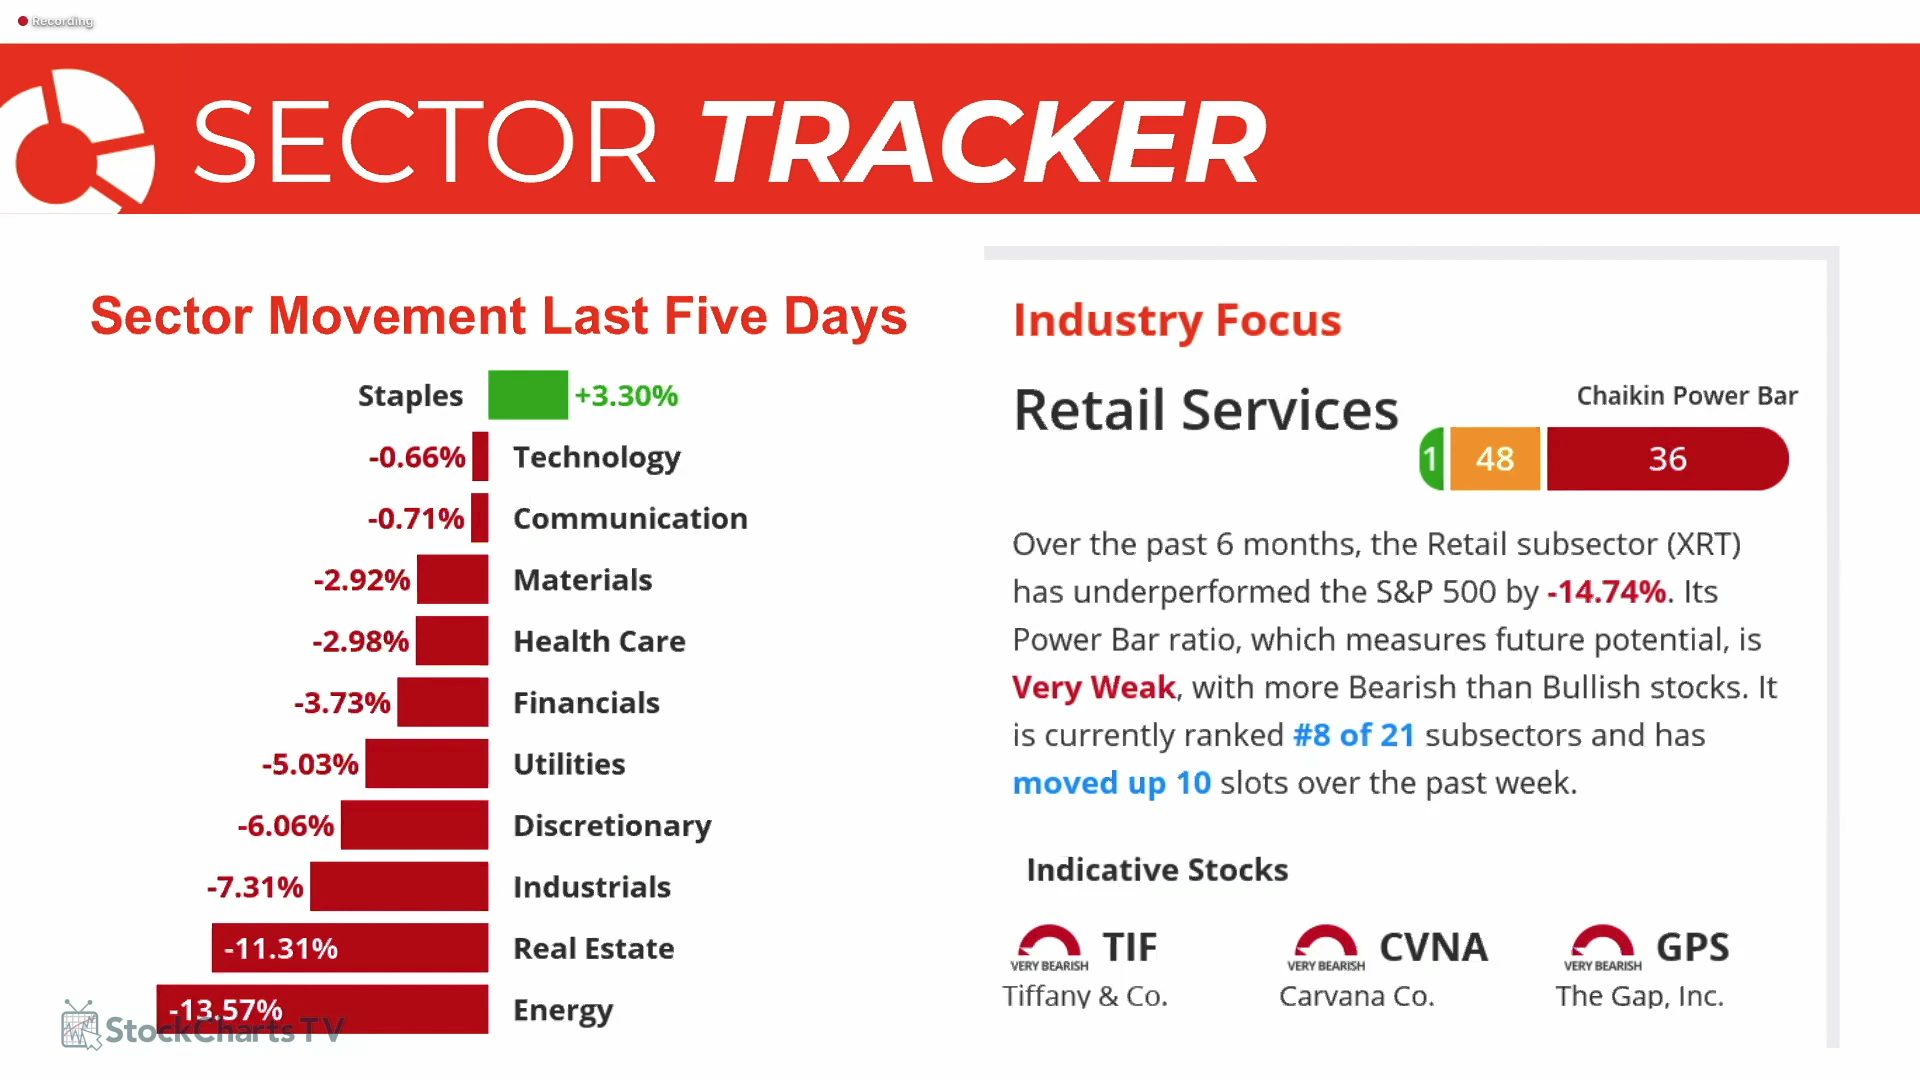 Recording
SECTOR TRACKER
Sector Movement Last Five Days
Staples +3.30%
-0.66% Technology
-0.71% Communication
-2.92% Materials
-2.98% Health Care
-3.73% Financials
-5.03% Utilities
-6.06% Discretionary
-7.31% Industrials
-11.31% Real Estate
-13.57% Energy
StockCharts TV
Industry Focus
Retail Services
Chaikin Power Bar
1 48 36
Over the past 6 months, the Retail subsector (XRT)
has underperformed the S&P 500 by -14.74%. Its
Power Bar ratio, which measures future potential, is
Very Weak, with more Bearish than Bullish stocks. It
is currently ranked #8 of 21 subsectors and has
moved up 10 slots over the past week.
Indicative Stocks
VERY BEARISH TIF
Tiffany & Co.
VERY BEARISH CVNA
Carvana Co.
VERY BEARISH GPS
The Gap, Inc.